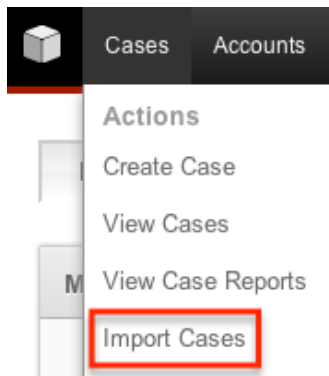 Cases Accounts
Actions
Create Case
View Cases
M
View Case Reports
Import Cases